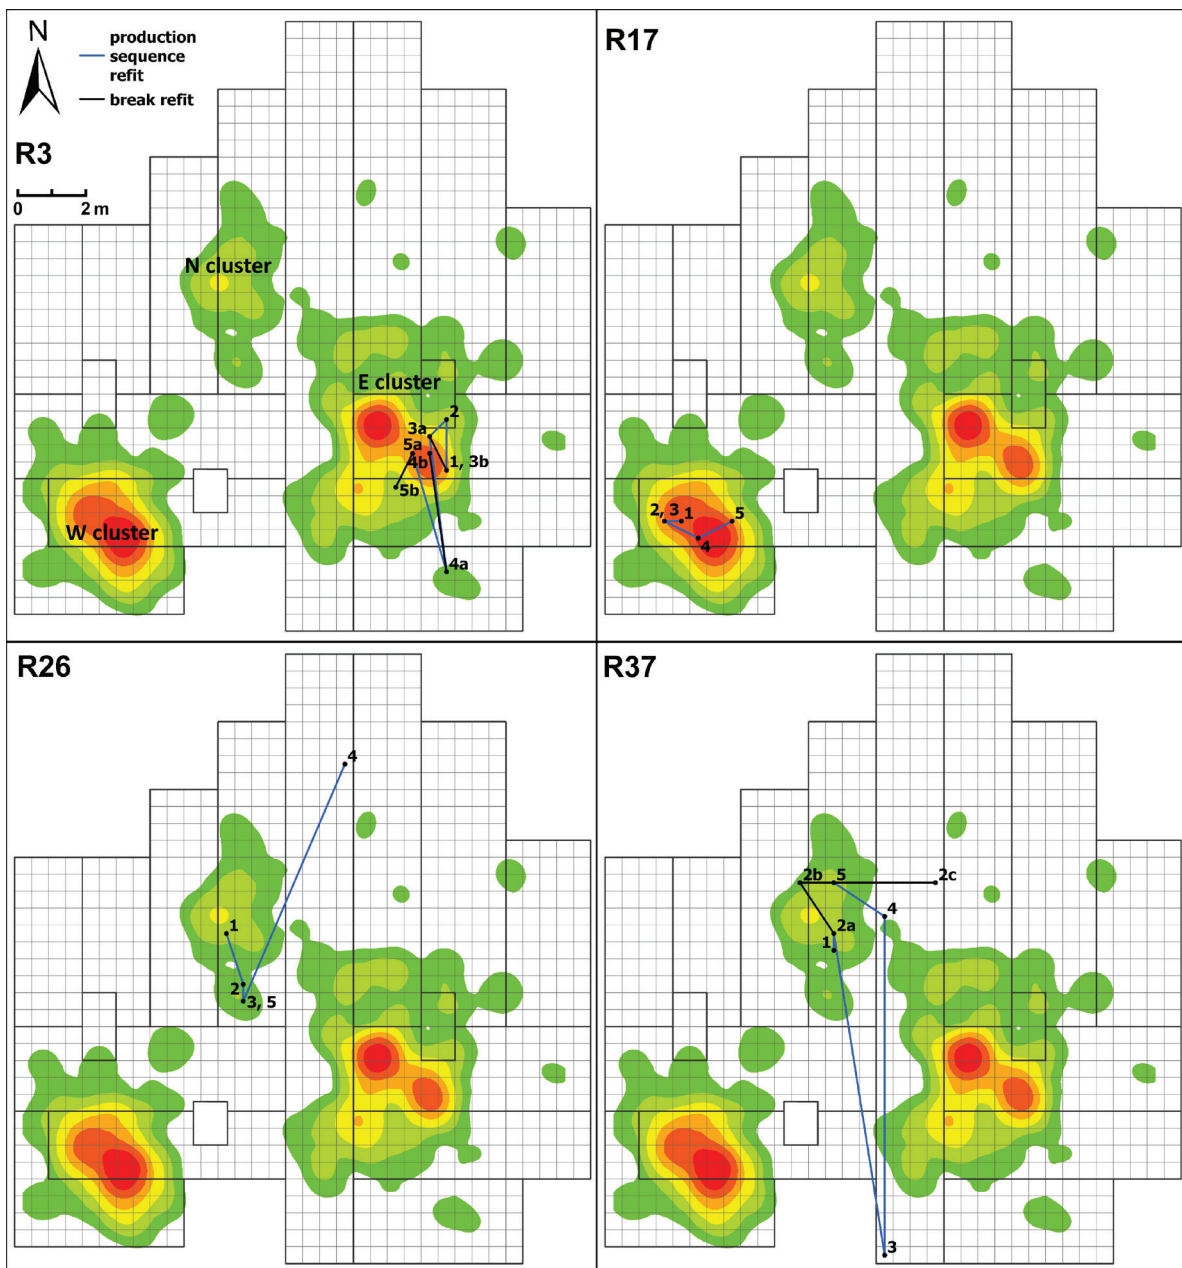 N
production
sequence
refit
break refit
R3
0 2 m
N cluster
E cluster
W cluster
2
3a
5a
4b
1, 3b
5b
4a
R17
2, 3
1
5
4
R26
4
1
2
3, 5
R37
2b
5
2c
4
2a
1
3